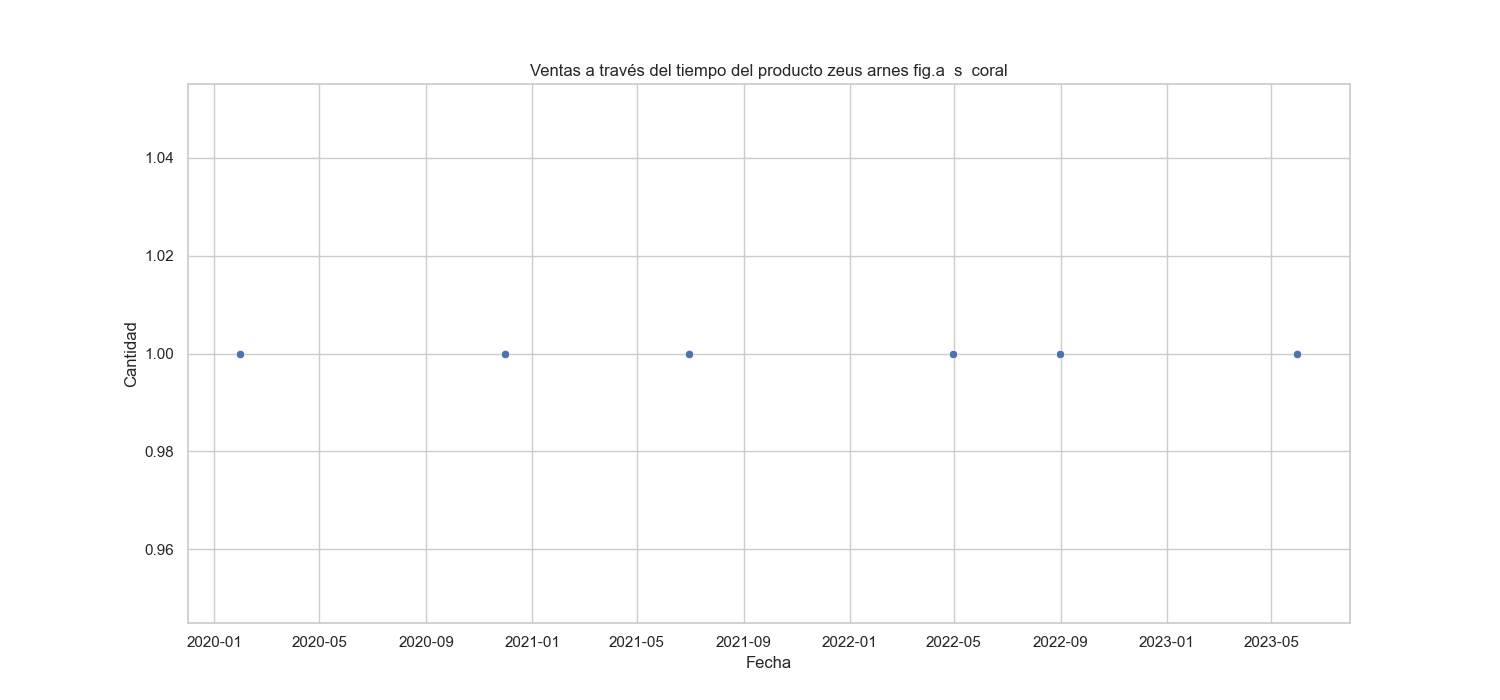 Ventas a través del tiempo del producto zeus arnes fig.a  s  coral
1.04
1.02
1.00
0.98
0.96
Cantidad
2020-01 2020-05 2020-09 2021-01 2021-05 2021-09 2022-01 2022-05 2022-09 2023-01 2023-05
Fecha